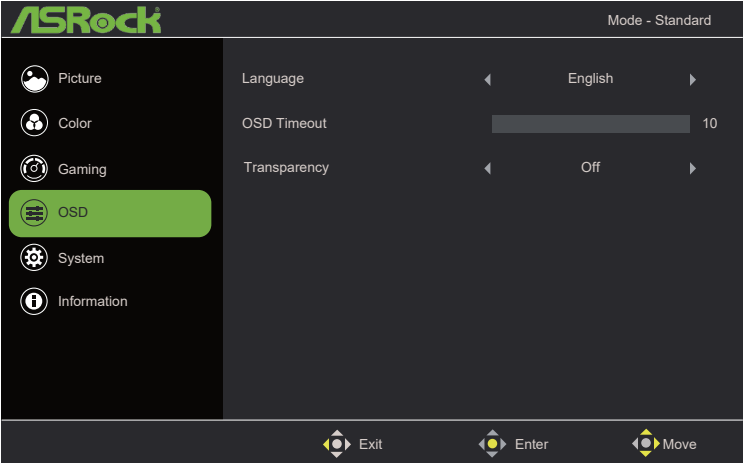 ASRock
Mode - Standard
Picture
Language
English
Color
OSD Timeout
10
Gaming
Transparency
Off
OSD
System
Information
Exit
Enter
Move